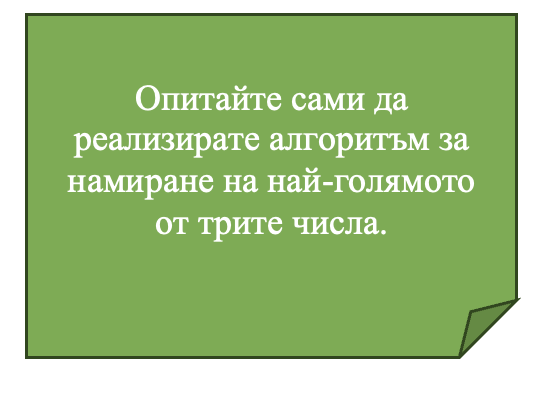 Опитайте сами да
реализирате алгоритъм за
намиране на най-голямото
от трите числа.